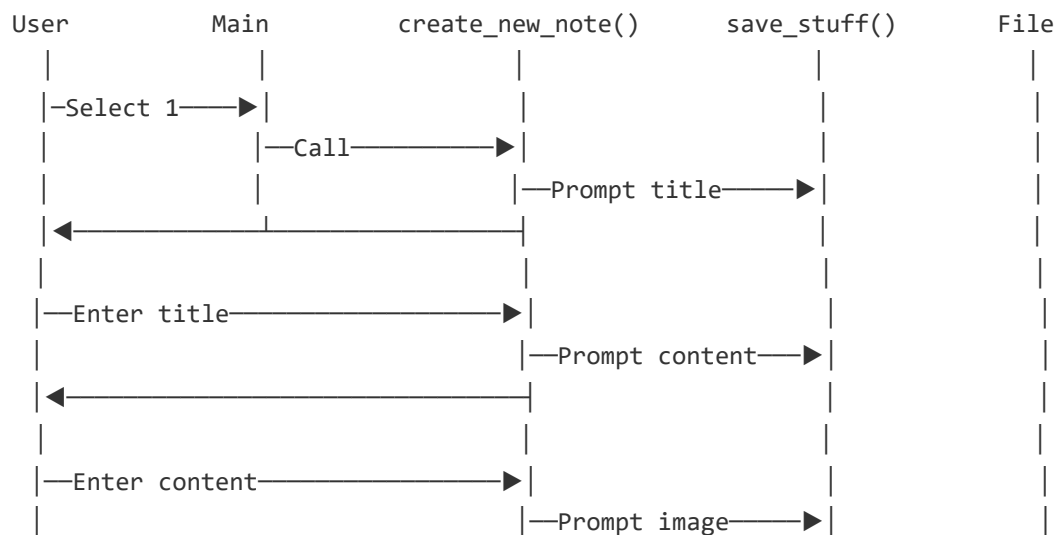 User Main create_new_note() save_stuff() File
Select 1
Call
Prompt title
Enter title
Prompt content
Enter content
Prompt image